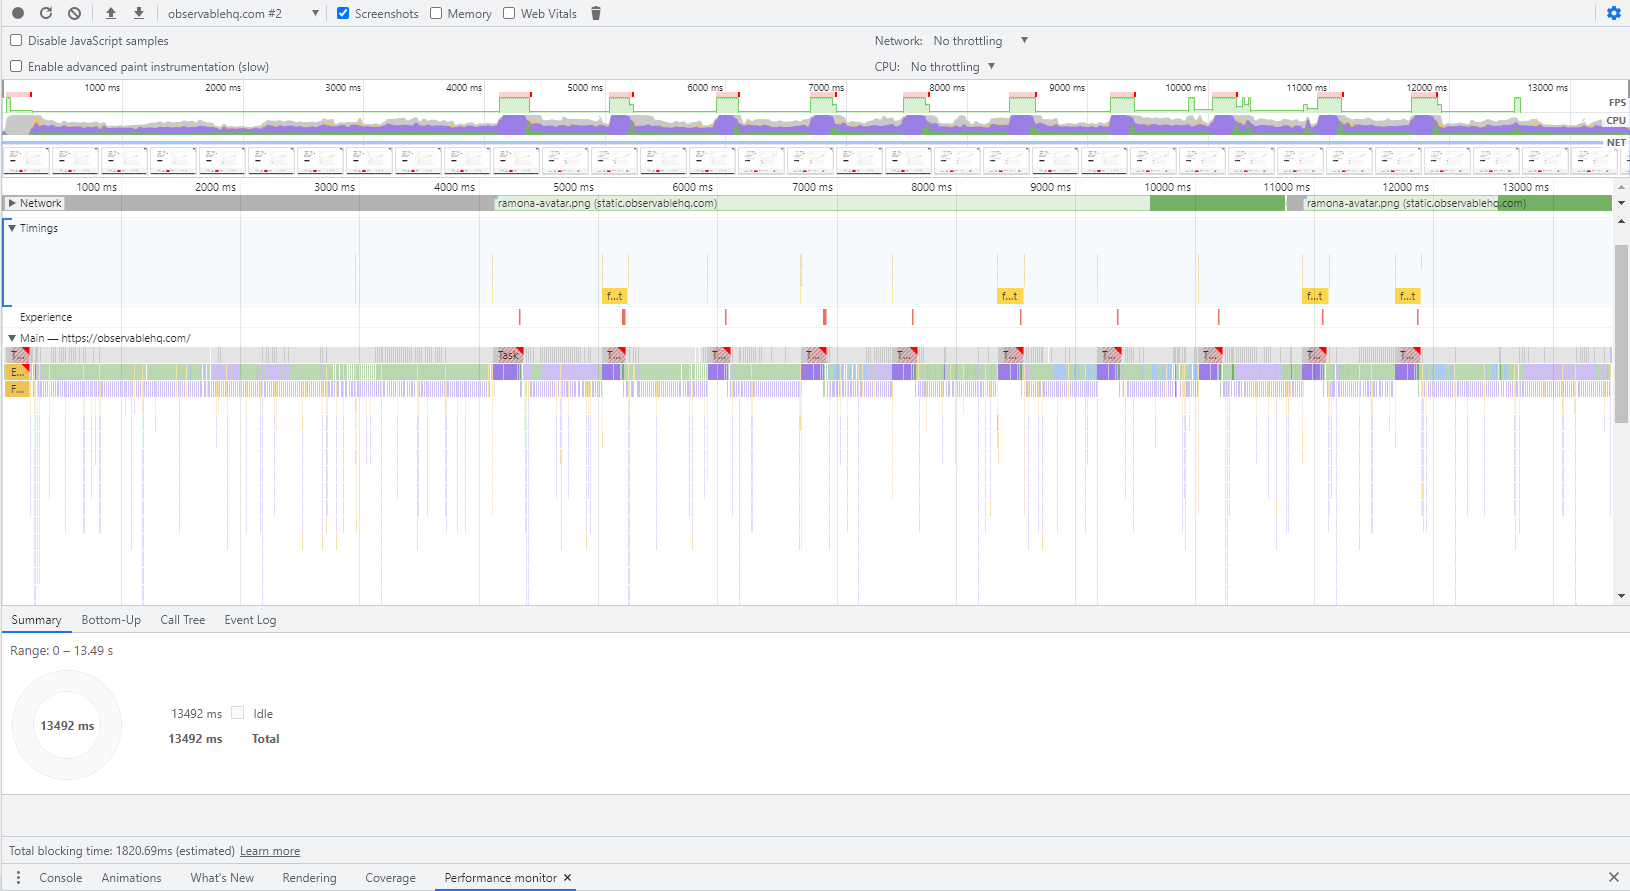 observablehq.com #2 Screenshots Memory Web Vitals
Disable JavaScript samples Network: No throttling
Enable advanced paint instrumentation (slow) CPU: No throttling
1000 ms 2000 ms 3000 ms 4000 ms 5000 ms 6000 ms 7000 ms 8000 ms 9000 ms 10000 ms 11000 ms 12000 ms 13000 ms
FPS
CPU
NET
1000 ms 2000 ms 3000 ms 4000 ms 5000 ms 6000 ms 7000 ms 8000 ms 9000 ms 10000 ms 11000 ms 12000 ms 13000 ms
Network ramona-avatar.png (static.observablehq.com) ramona-avatar.png (static.observablehq.com)
Timings
f...t f...t f...t f...t
Experience
Main — https://observablehq.com/
T... Task T... T... T... T... T... T... T... T... T...
E...
F...
Summary Bottom-Up Call Tree Event Log
Range: 0 – 13.49 s
13492 ms
13492 ms Idle
13492 ms Total
Total blocking time: 1820.69ms (estimated) Learn more
Console Animations What's New Rendering Coverage Performance monitor ×